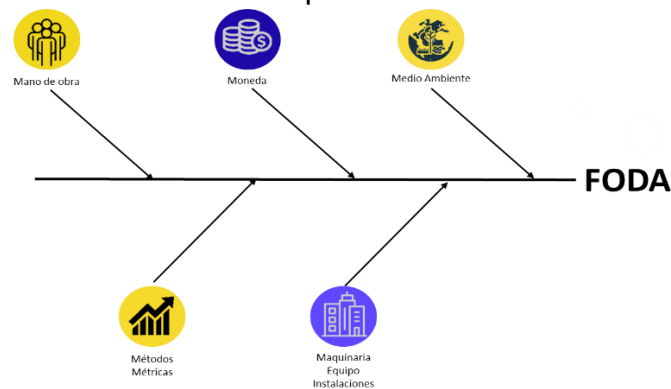 Mano de obra
Moneda
Medio Ambiente
FODA
Métodos
Métricas
Maquinaria
Equipo
Instalaciones